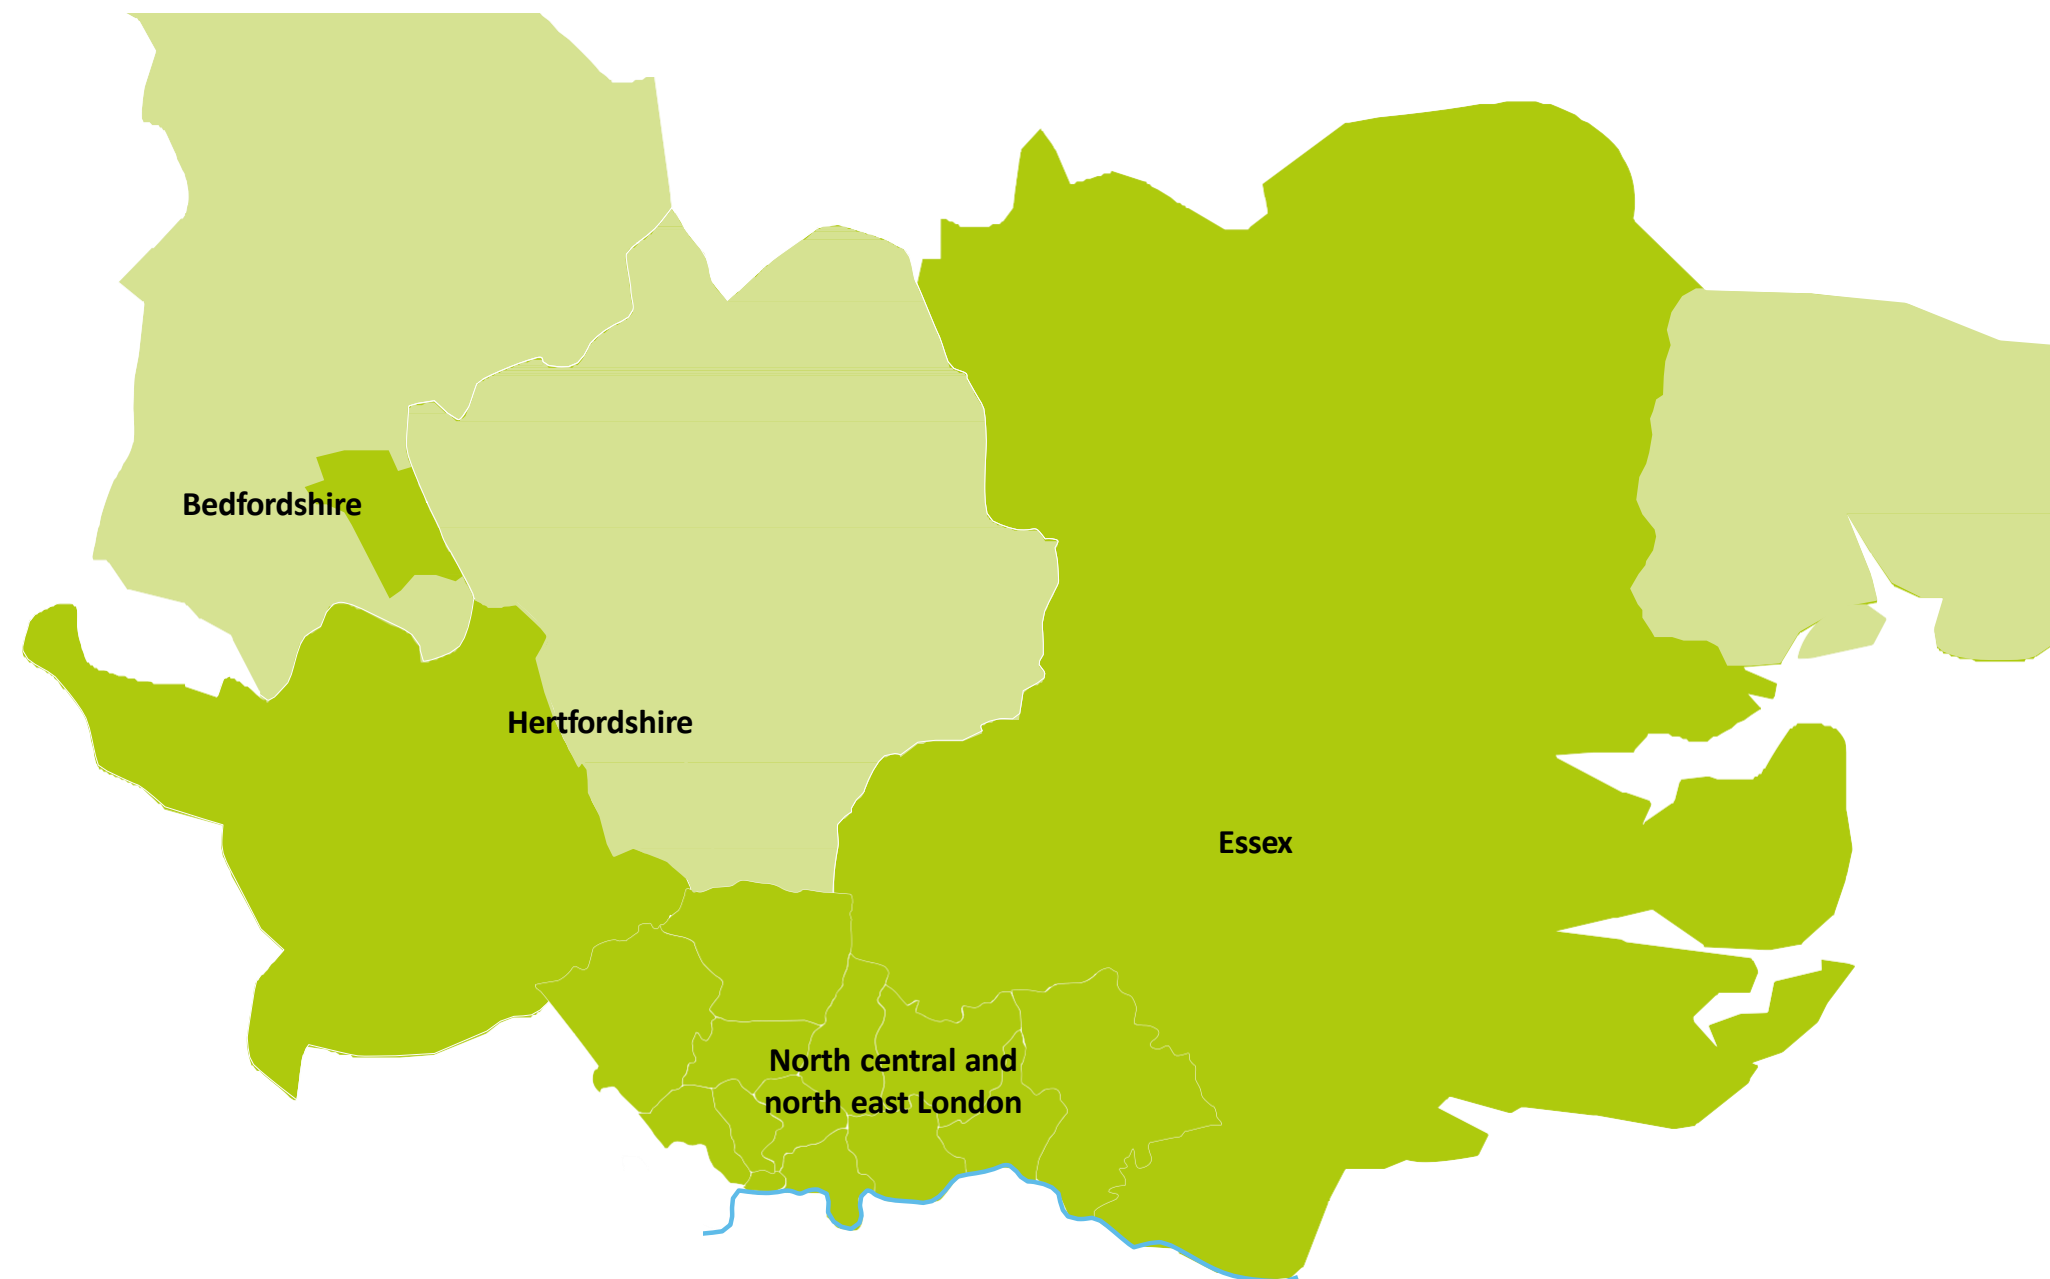 Bedfordshire
Hertfordshire
Essex
North central and
north east London